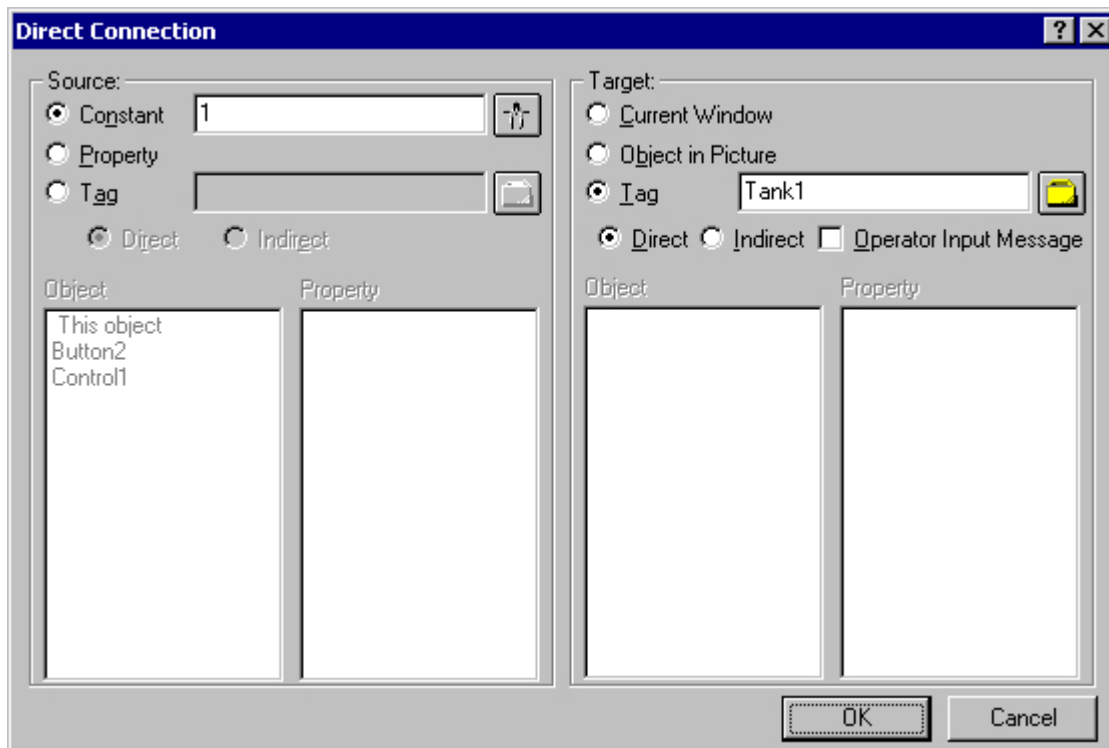 Direct Connection
Source:
Constant 1
Property
Tag
Direct Indirect
Object Property
This object
Button2
Control1
Target:
Current Window
Object in Picture
Tag Tank1
Direct Indirect Operator Input Message
Object Property
OK Cancel